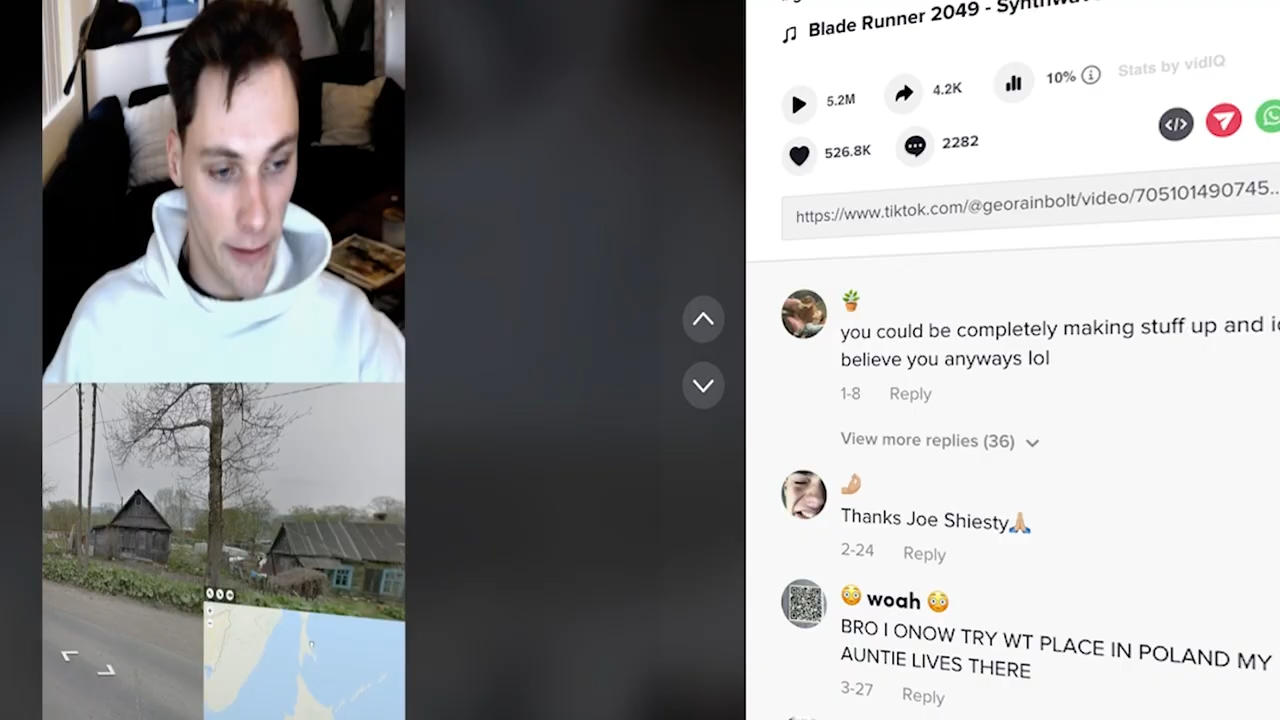 Blade Runner 2049 -
5.2M
4.2K
10%
Stats by vidIQ
526.8K
2282
https://www.tiktok.com/@georainbolt/video/705101490745...
you could be completely making stuff up and
believe you anyways lol
1-8 Reply
View more replies (36)
Thanks Joe Shiesty🙏🏼
2-24 Reply
😳 woah 😳
BRO I ONOW TRY WT PLACE IN POLAND MY
AUNTIE LIVES THERE
3-27 Reply